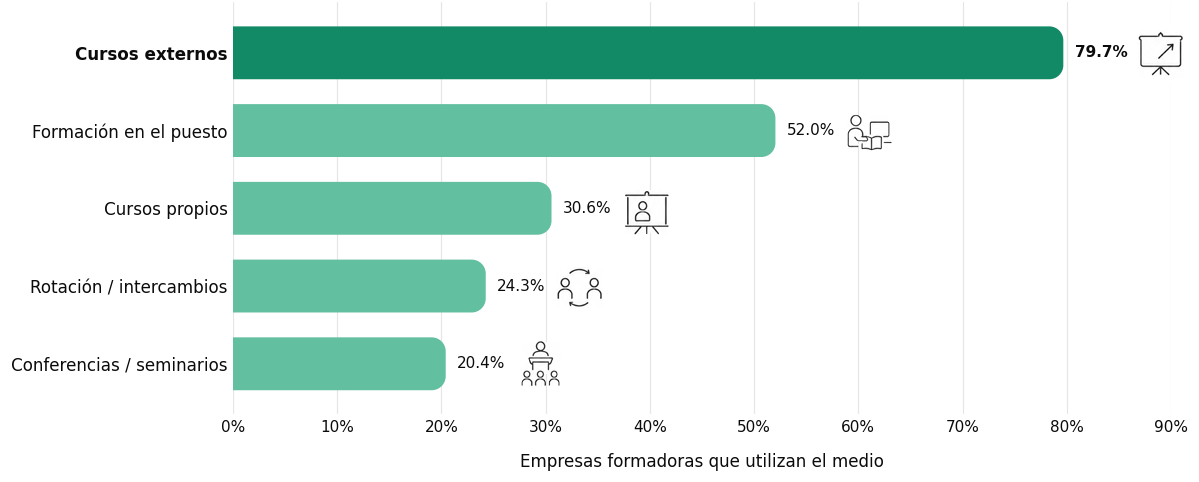 Cursos externos 79.7%
Formación en el puesto 52.0%
Cursos propios 30.6%
Rotación / intercambios 24.3%
Conferencias / seminarios 20.4%
0% 10% 20% 30% 40% 50% 60% 70% 80% 90%
Empresas formadoras que utilizan el medio